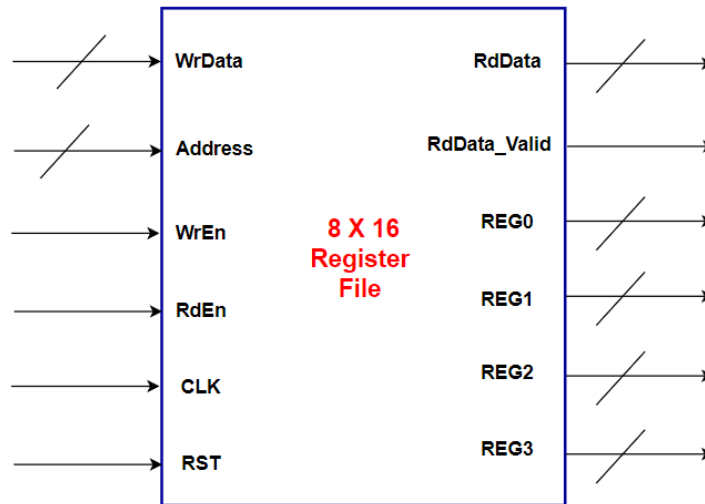 WrData
Address
WrEn
RdEn
CLK
RST
8 X 16
Register
File
RdData
RdData_Valid
REG0
REG1
REG2
REG3